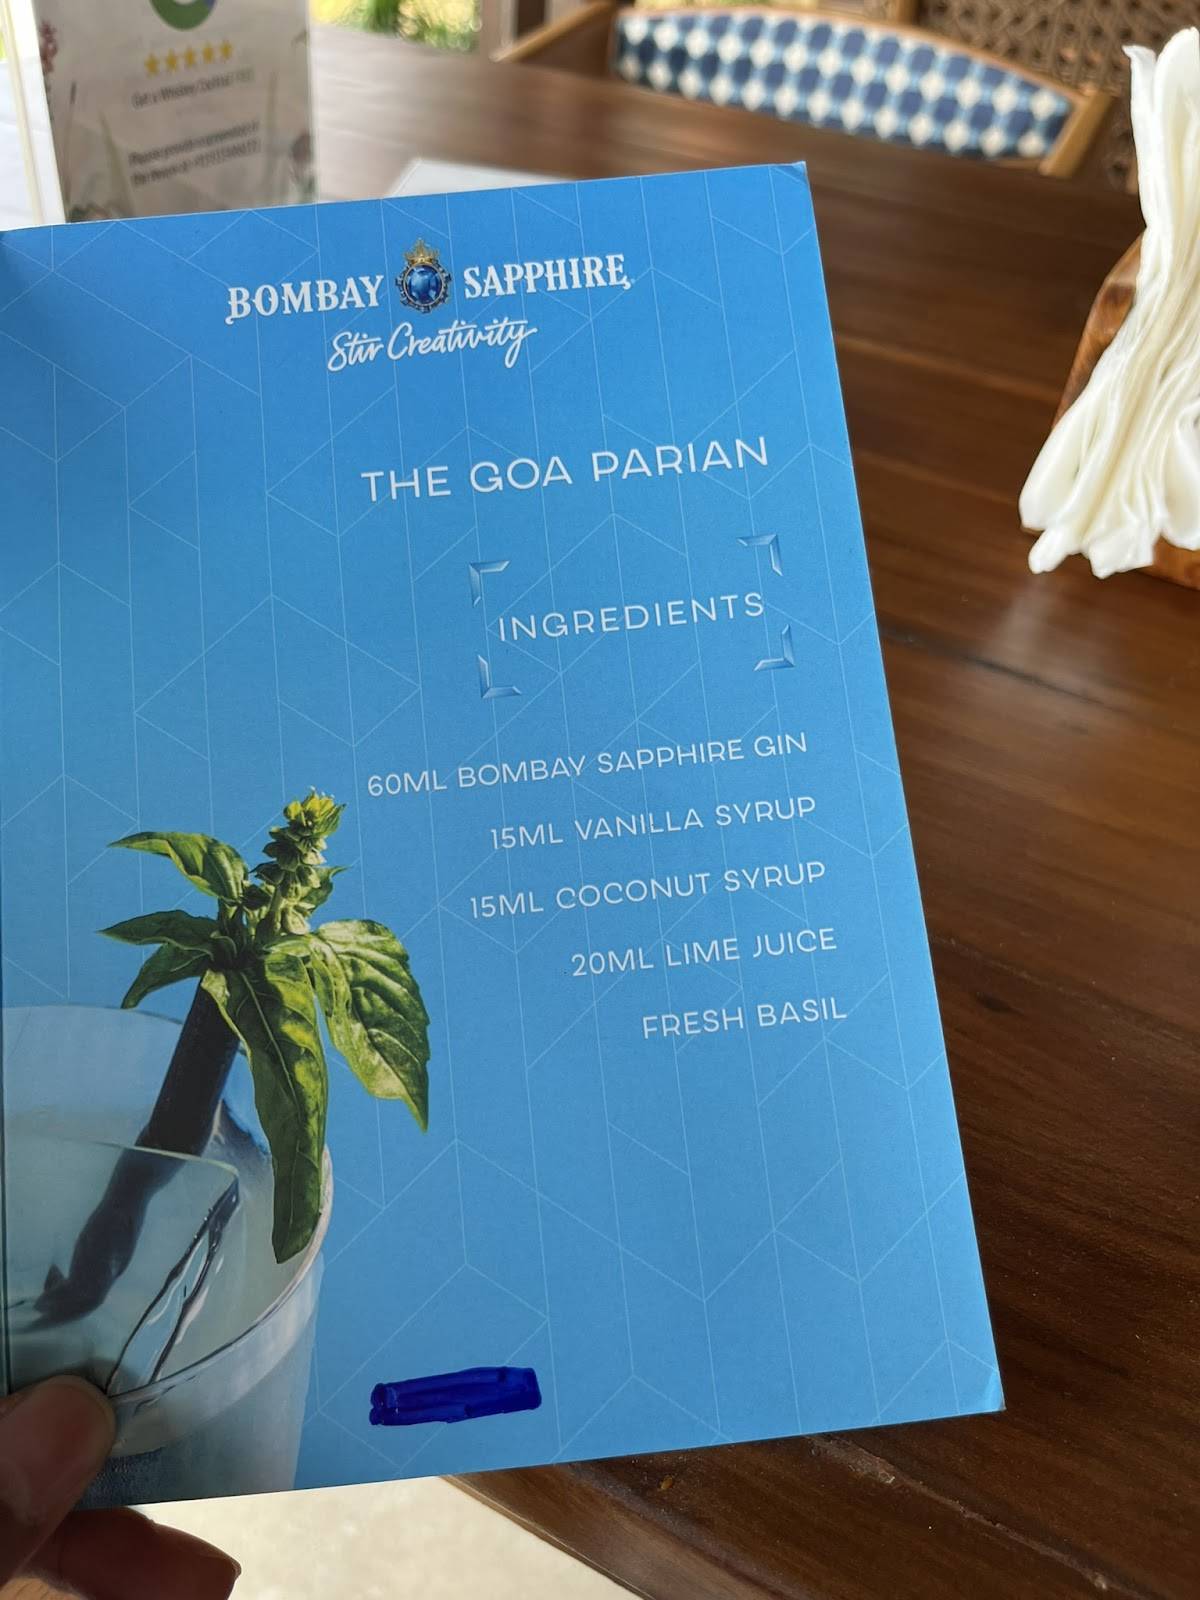 BOMBAY SAPPHIRE
Stir Creativity
THE GOA PARIAN
INGREDIENTS
60ML BOMBAY SAPPHIRE GIN
15ML VANILLA SYRUP
15ML COCONUT SYRUP
20ML LIME JUICE
FRESH BASIL